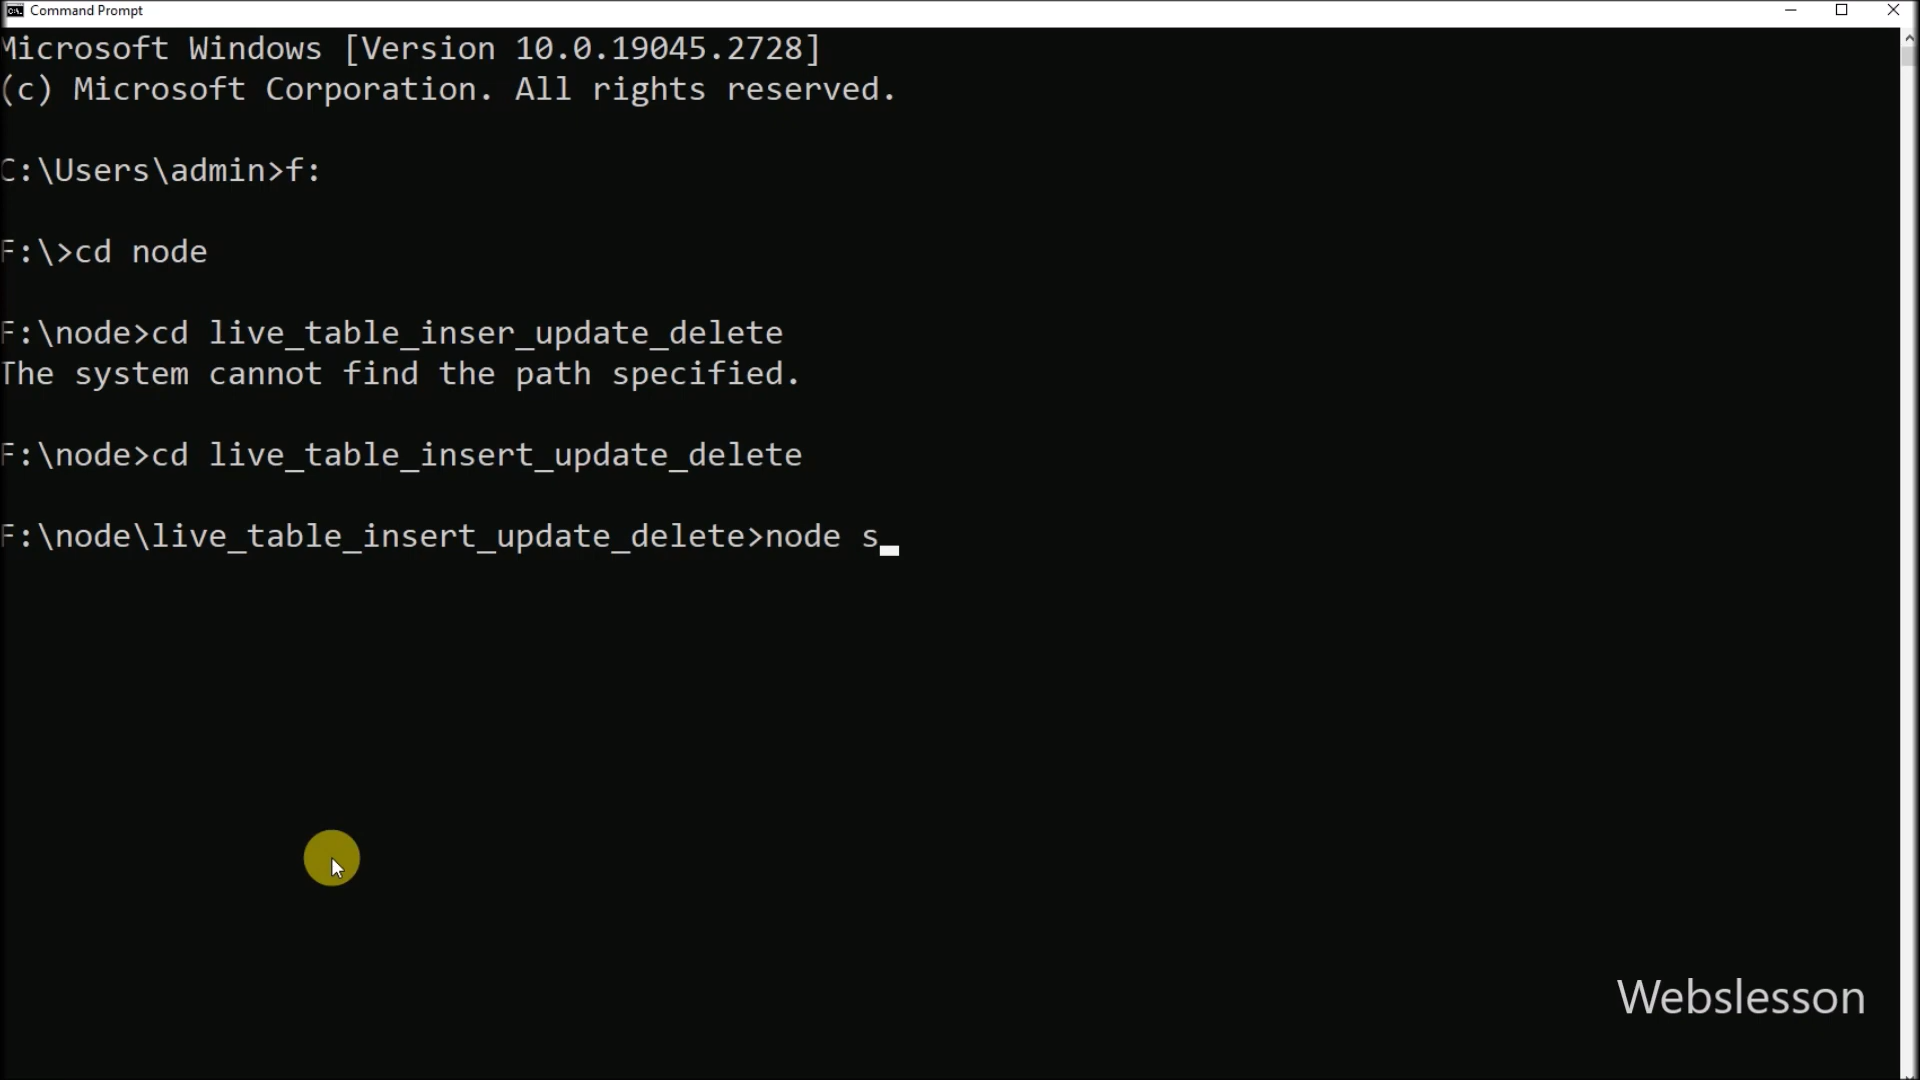 Command Prompt
Microsoft Windows [Version 10.0.19045.2728]
(c) Microsoft Corporation. All rights reserved.
C:\Users\admin>f:
F:\>cd node
F:\node>cd live_table_inser_update_delete
The system cannot find the path specified.
F:\node>cd live_table_insert_update_delete
F:\node\live_table_insert_update_delete>node s
Webslesson